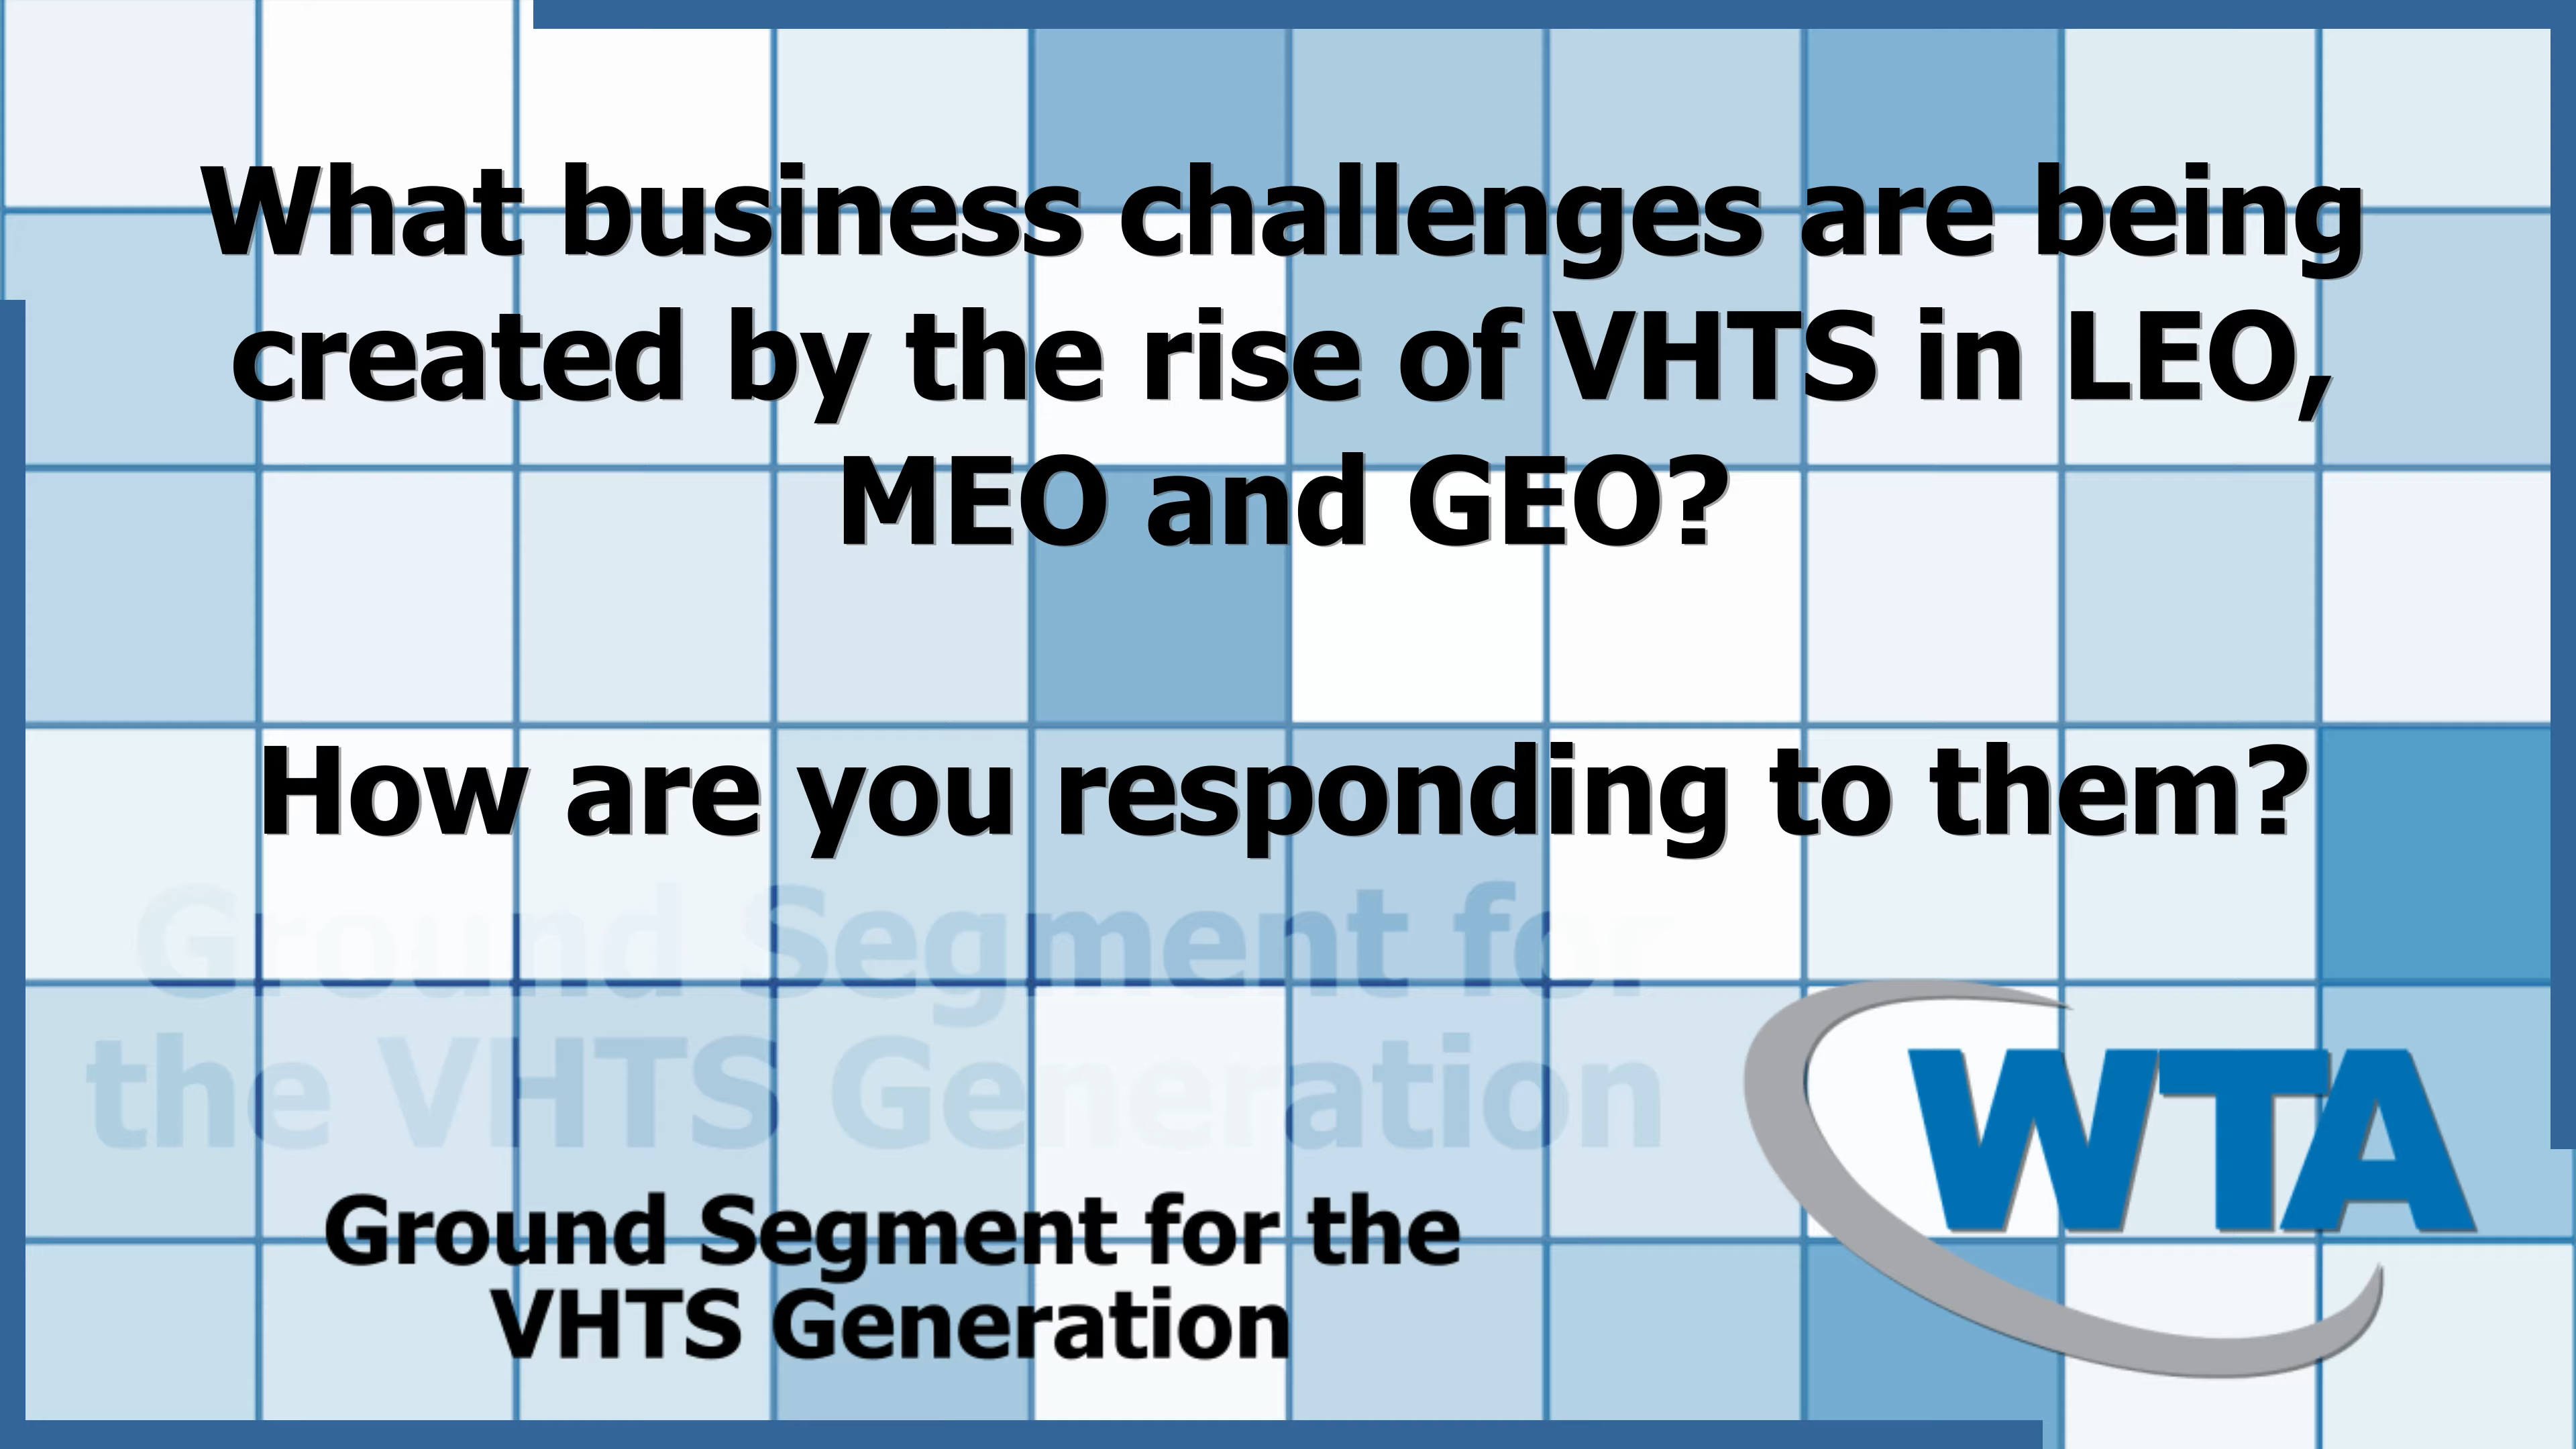 What business challenges are being
created by the rise of VHTS in LEO,
MEO and GEO?
How are you responding to them?
Ground Segment for
the VHTS Generation
Ground Segment for the
VHTS Generation
WTA